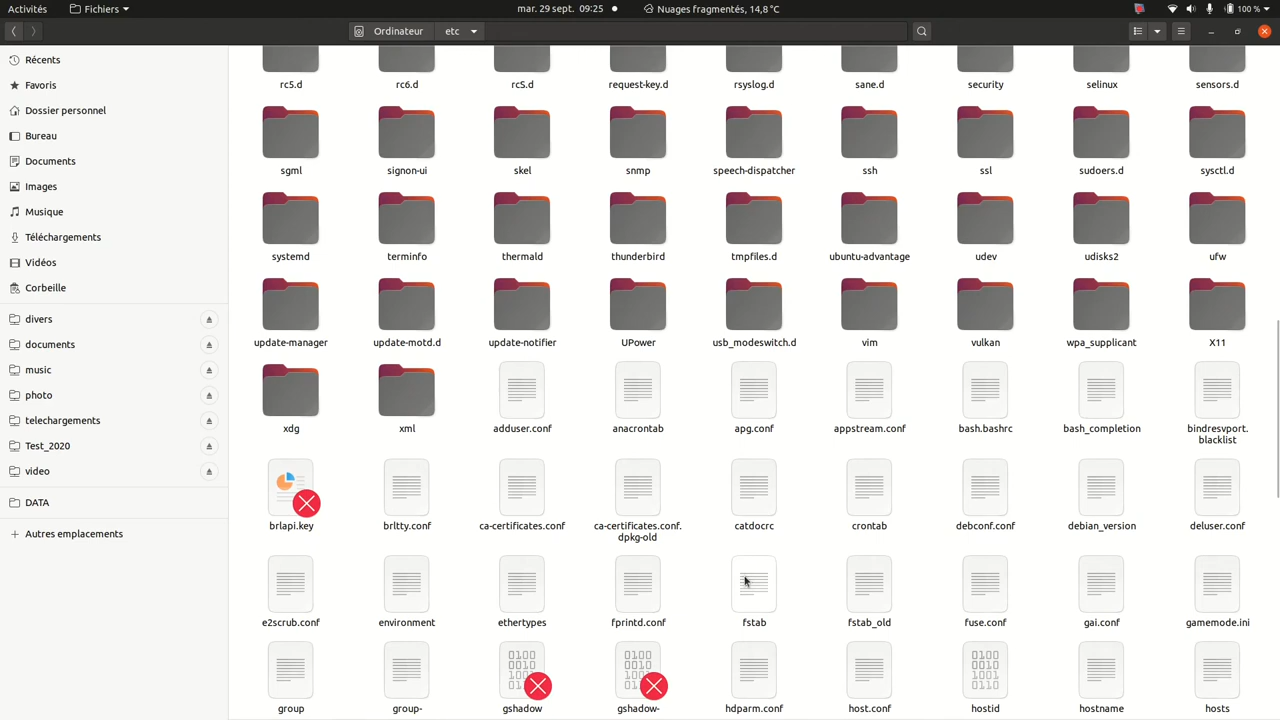 Activités
Fichiers
mar. 29 sept. 09:25
Nuages fragmentés, 14,8 °C
100 %
Ordinateur
etc
Récents
Favoris
Dossier personnel
Bureau
Documents
Images
Musique
Téléchargements
Vidéos
Corbeille
divers
documents
music
photo
telechargements
Test_2020
video
DATA
Autres emplacements
rc5.d rc6.d rcS.d request-key.d rsyslog.d sane.d security selinux sensors.d
sgml signon-ui skel snmp speech-dispatcher ssh ssl sudoers.d sysctl.d
systemd terminfo thermald thunderbird tmpfiles.d ubuntu-advantage udev udisks2 ufw
update-manager update-motd.d update-notifier UPower usb_modeswitch.d vim vulkan wpa_supplicant X11
xdg xml adduser.conf anacrontab apg.conf appstream.conf bash.bashrc bash_completion bindresvport.
blacklist
brlapi.key brltty.conf ca-certificates.conf ca-certificates.conf. catdocrc crontab debconf.conf debian_version deluser.conf
dpkg-old
e2scrub.conf environment ethertypes fprintd.conf fstab fstab_old fuse.conf gai.conf gamemode.ini
group group- gshadow gshadow- hdparm.conf host.conf hostid hostname hosts